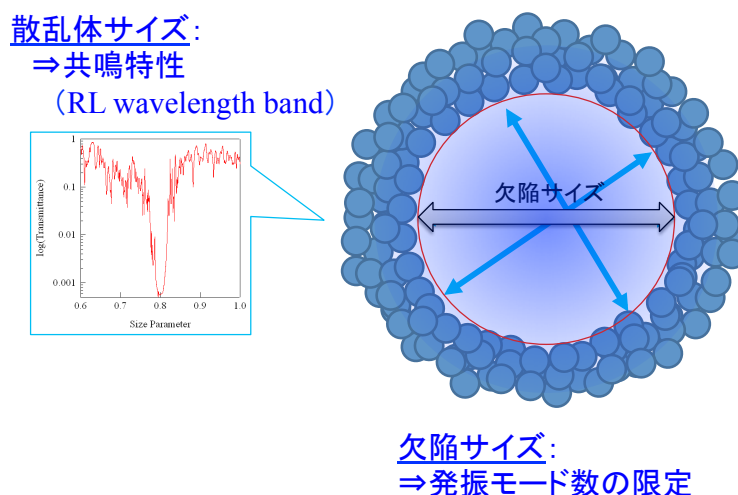 散乱体サイズ:
⇒共鳴特性
（RL wavelength band）
log(Transmittance)
1
0.1
0.01
0.001
0.6
0.7
0.8
0.9
1.0
Size Parameter
欠陥サイズ
欠陥サイズ:
⇒発振モード数の限定